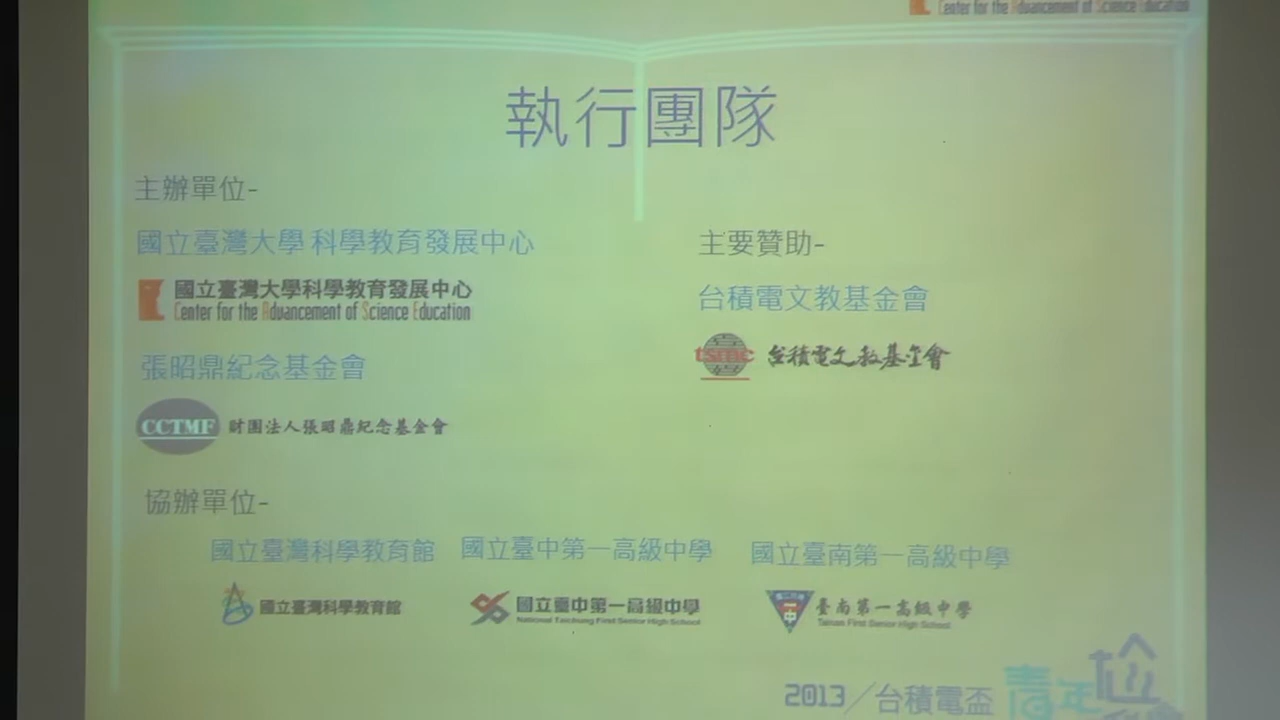 Center for the Advancement of Science Education
執行團隊
主辦單位-
國立臺灣大學 科學教育發展中心
國立臺灣大學科學教育發展中心
Center for the Advancement of Science Education
張昭鼎紀念基金會
CCTMF 財團法人張昭鼎紀念基金會
主要贊助-
台積電文教基金會
tsmc 台積電文教基金會
協辦單位-
國立臺灣科學教育館 國立臺中第一高級中學 國立臺南第一高級中學
國立臺灣科學教育館
國立臺中第一高級中學
National Taichung First Senior High School
臺南第一高級中學
Tainan First Senior High School
2013／台積電盃 青年尬